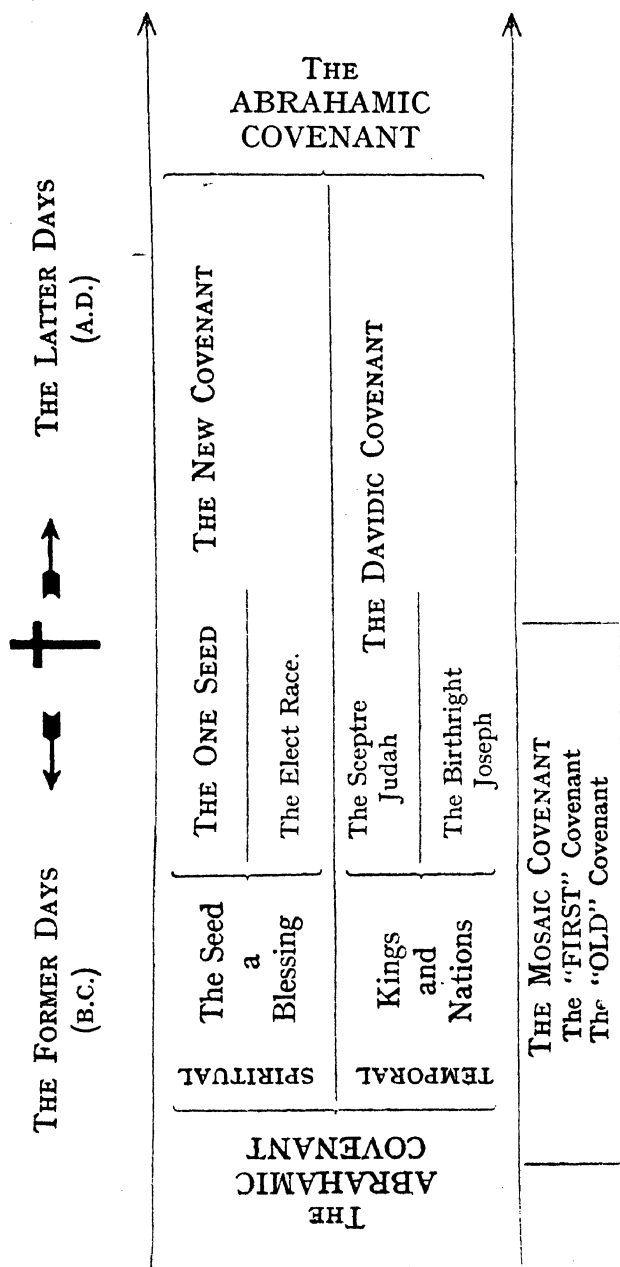 THE FORMER DAYS
(B.C.)
THE LATTER DAYS
(A.D.)
THE
ABRAHAMIC
COVENANT
SPIRITUAL
The Seed
a
Blessing
THE ONE SEED
The Elect Race.
THE NEW COVENANT
TEMPORAL
Kings
and
Nations
The Sceptre
Judah
The Birthright
Joseph
THE DAVIDIC COVENANT
THE
ABRAHAMIC
COVENANT
THE MOSAIC COVENANT
The "FIRST" Covenant
The "OLD" Covenant